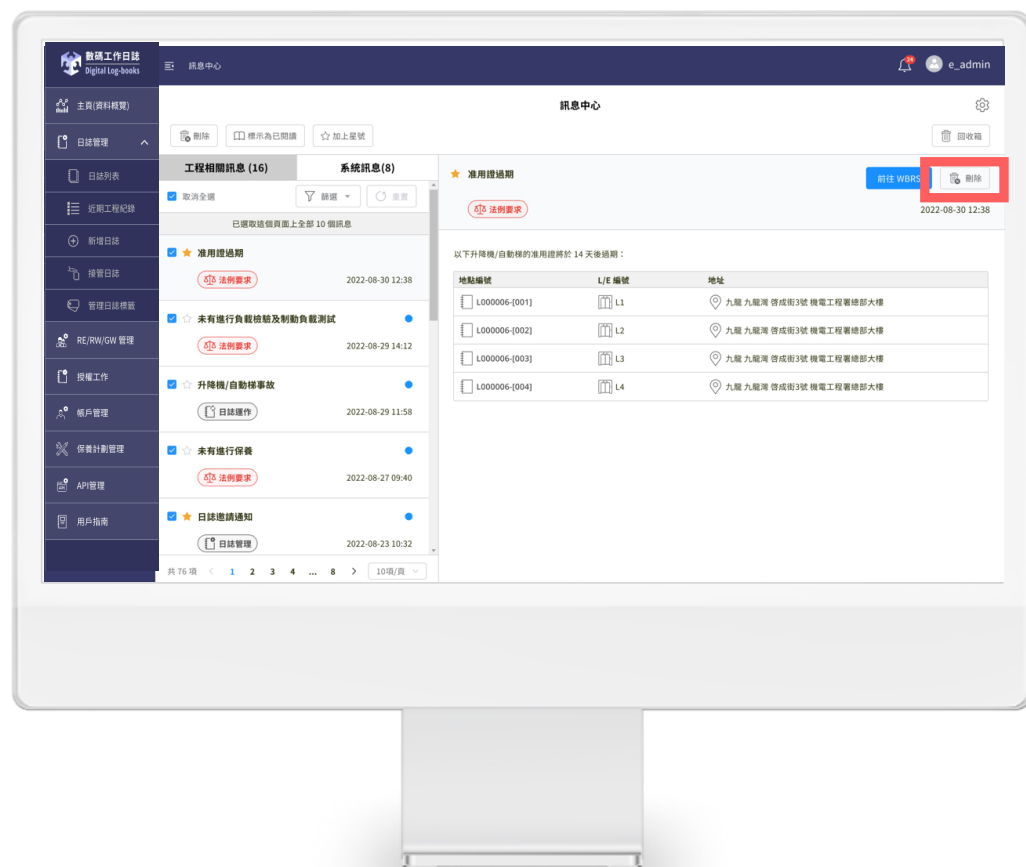 數碼工作日誌
Digital Log-books
訊息中心
24
e_admin
主頁(資料概覽)
日誌管理
日誌列表
近期工程紀錄
新增日誌
接管日誌
管理日誌標籤
RE/RW/GW 管理
授權工作
帳戶管理
保養計劃管理
API管理
用戶指南
訊息中心
刪除
標示為已閱讀
加上星號
回收箱
工程相關訊息 (16)
系統訊息(8)
取消全選
篩選
重置
已選取這個頁面上全部 10 個訊息
准用證過期
法例要求
2022-08-30 12:38
未有進行負載檢驗及制動負載測試
法例要求
2022-08-29 14:12
升降機/自動梯事故
日誌運作
2022-08-29 11:58
未有進行保養
法例要求
2022-08-27 09:40
日誌邀請通知
日誌管理
2022-08-23 10:32
共 76 項 1 2 3 4 ... 8 10項/頁
准用證過期
前往 WBRS
刪除
法例要求
2022-08-30 12:38
以下升降機/自動梯的准用證將於 14 天後過期：
地點編號 L/E 編號 地址
L000006-[001] L1 九龍 九龍灣 啓成街3號 機電工程署總部大樓
L000006-[002] L2 九龍 九龍灣 啓成街3號 機電工程署總部大樓
L000006-[003] L3 九龍 九龍灣 啓成街3號 機電工程署總部大樓
L000006-[004] L4 九龍 九龍灣 啓成街3號 機電工程署總部大樓